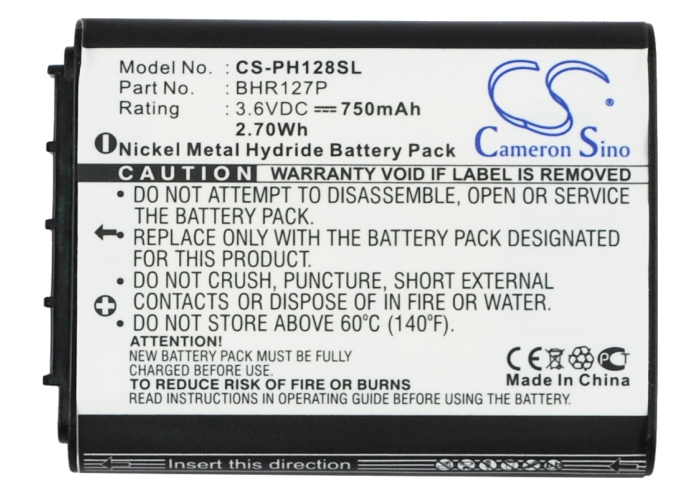 Model No. : CS-PH128SL
Part No. : BHR127P
Rating : 3.6VDC 750mAh
2.70Wh
Nickel Metal Hydride Battery Pack
CS
Cameron Sino
CAUTION WARRANTY VOID IF LABEL IS REMOVED
• DO NOT ATTEMPT TO DISASSEMBLE, OPEN OR SERVICE
THE BATTERY PACK.
• REPLACE ONLY WITH THE BATTERY PACK DESIGNATED
FOR THIS PRODUCT.
• DO NOT CRUSH, PUNCTURE, SHORT EXTERNAL
CONTACTS OR DISPOSE OF IN FIRE OR WATER.
• DO NOT STORE ABOVE 60°C (140°F).
ATTENTION!
NEW BATTERY PACK MUST BE FULLY
CHARGED BEFORE USE.
TO REDUCE RISK OF FIRE OR BURNS
READ INSTRUCTIONS IN OPERATING GUIDE BEFORE USE.
CE PCT
Made In China
Insert this direction